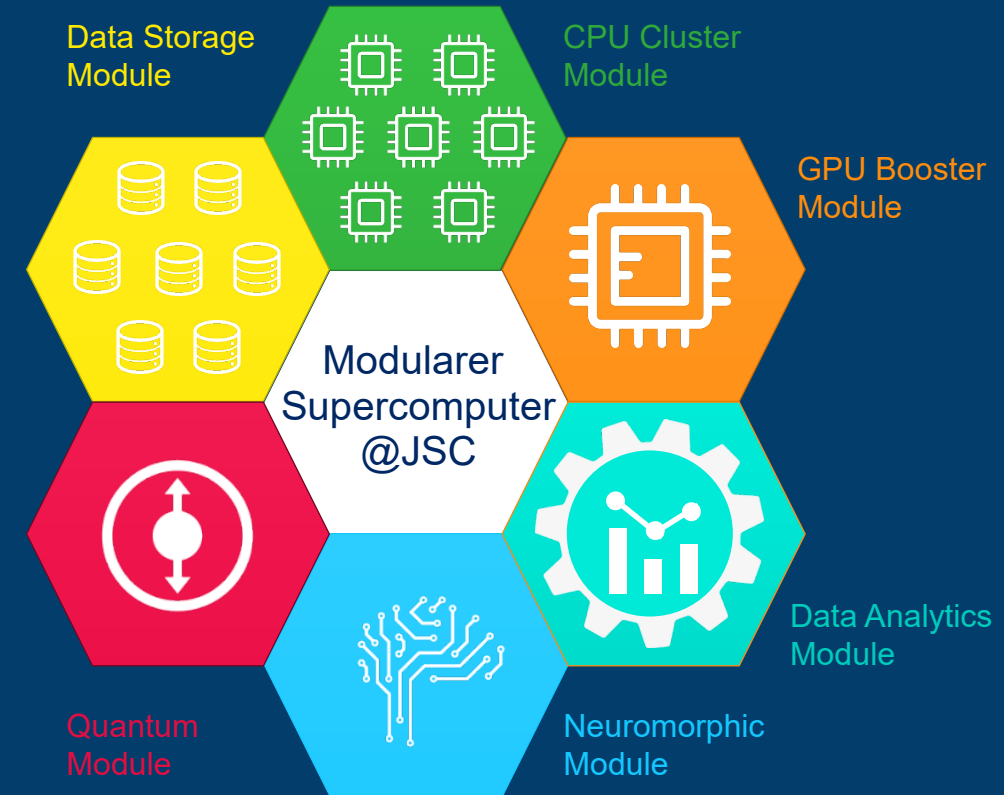 Data Storage
Module
CPU Cluster
Module
GPU Booster
Module
Modularer
Supercomputer
@JSC
Data Analytics
Module
Quantum
Module
Neuromorphic
Module